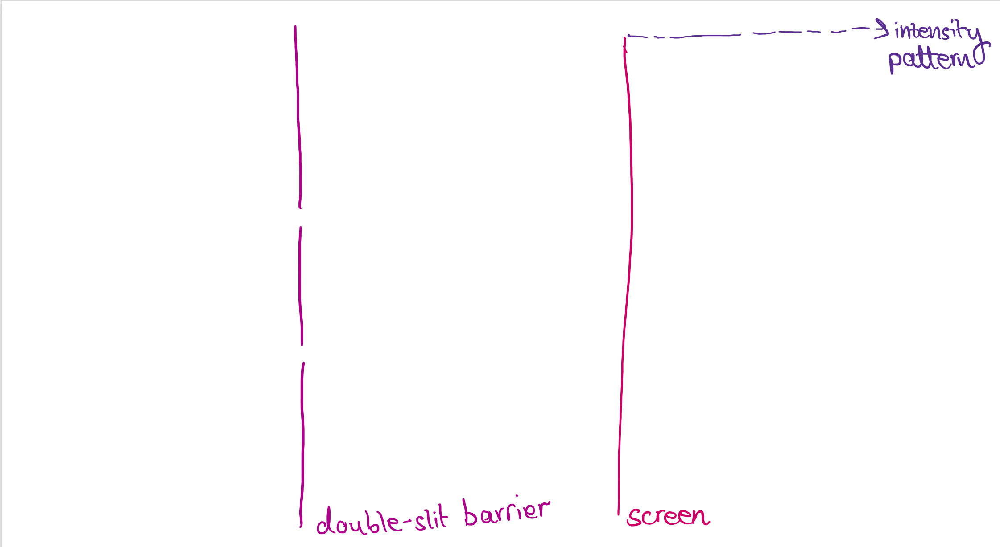 intensity
pattern
double-slit barrier
screen